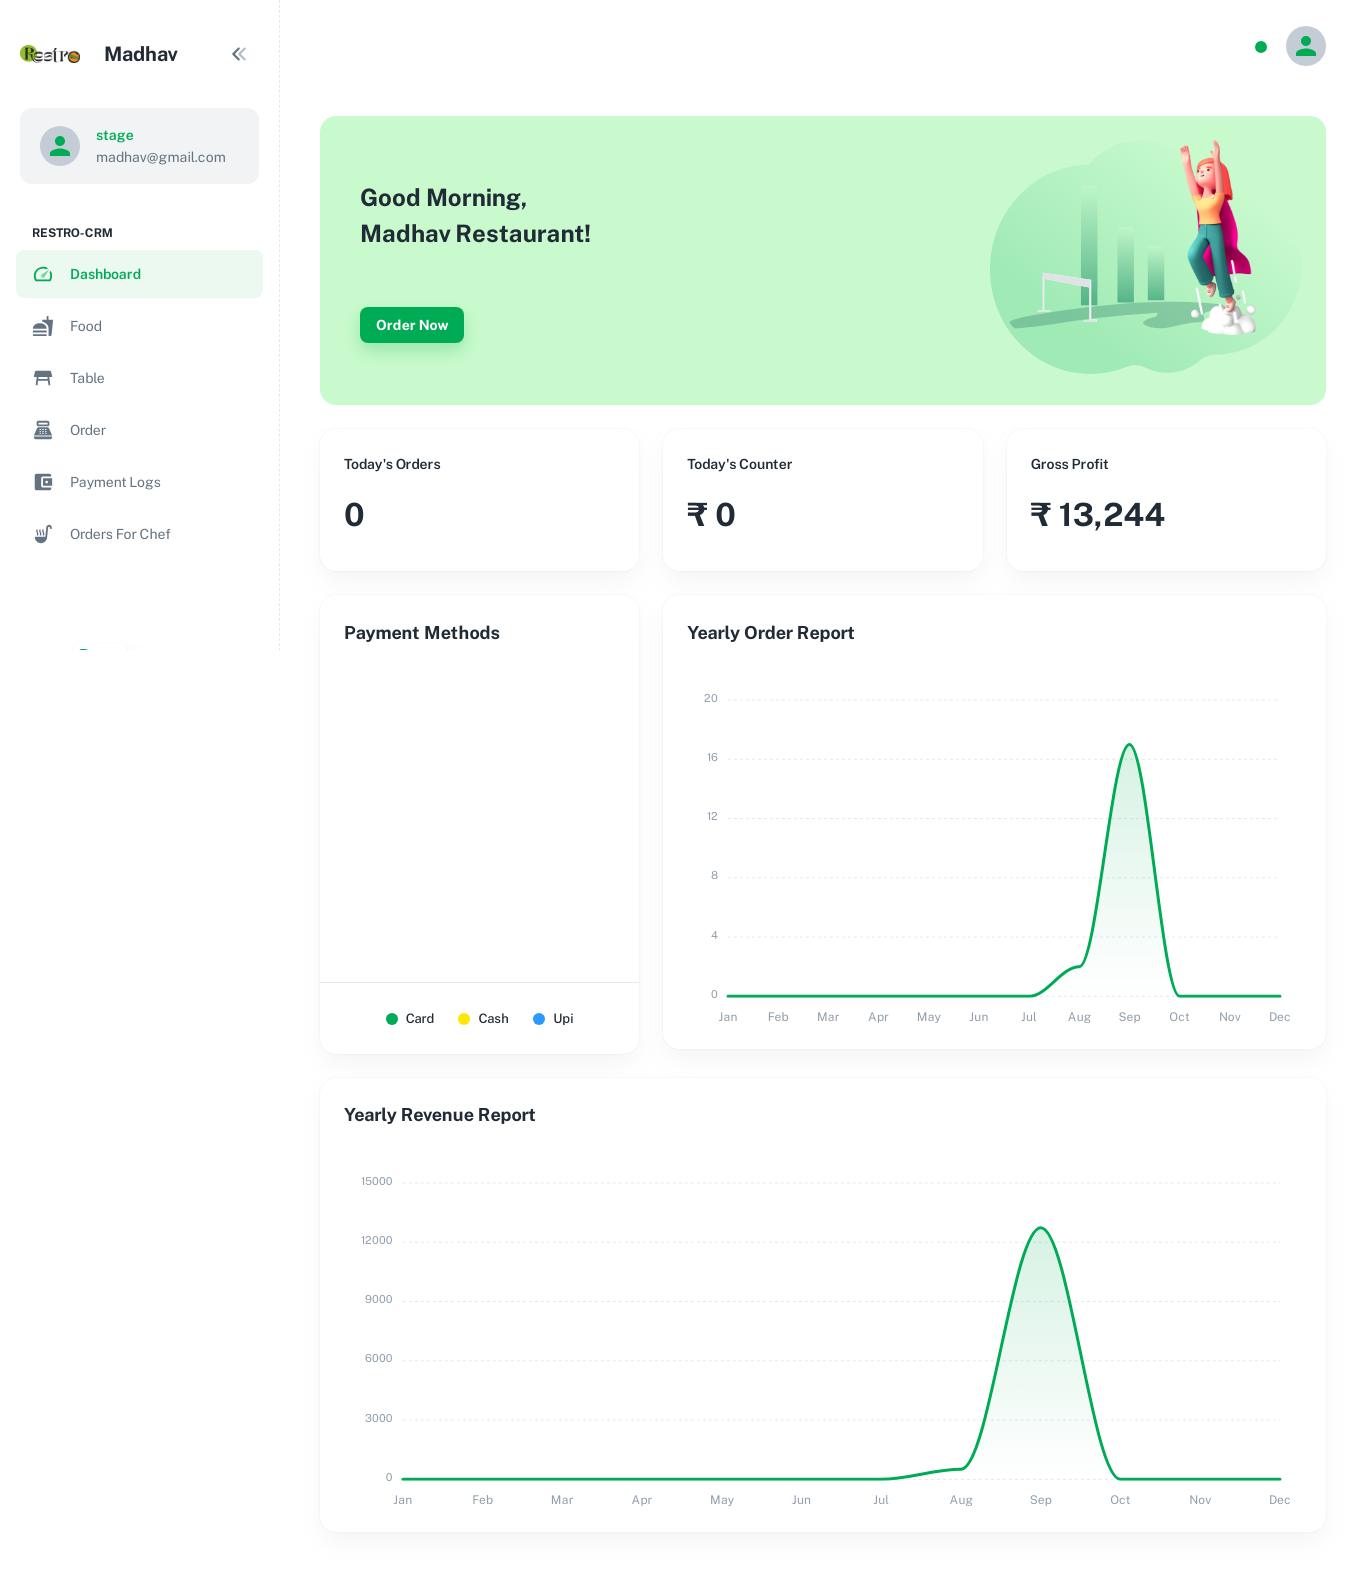 Restro
Madhav
stage
madhav@gmail.com
RESTRO-CRM
Dashboard
Food
Table
Order
Payment Logs
Orders For Chef
Good Morning,
Madhav Restaurant!
Order Now
Today's Orders
0
Today's Counter
₹ 0
Gross Profit
₹ 13,244
Payment Methods
Card Cash Upi
Yearly Order Report
20
16
12
8
4
0
Jan Feb Mar Apr May Jun Jul Aug Sep Oct Nov Dec
Yearly Revenue Report
15000
12000
9000
6000
3000
0
Jan Feb Mar Apr May Jun Jul Aug Sep Oct Nov Dec